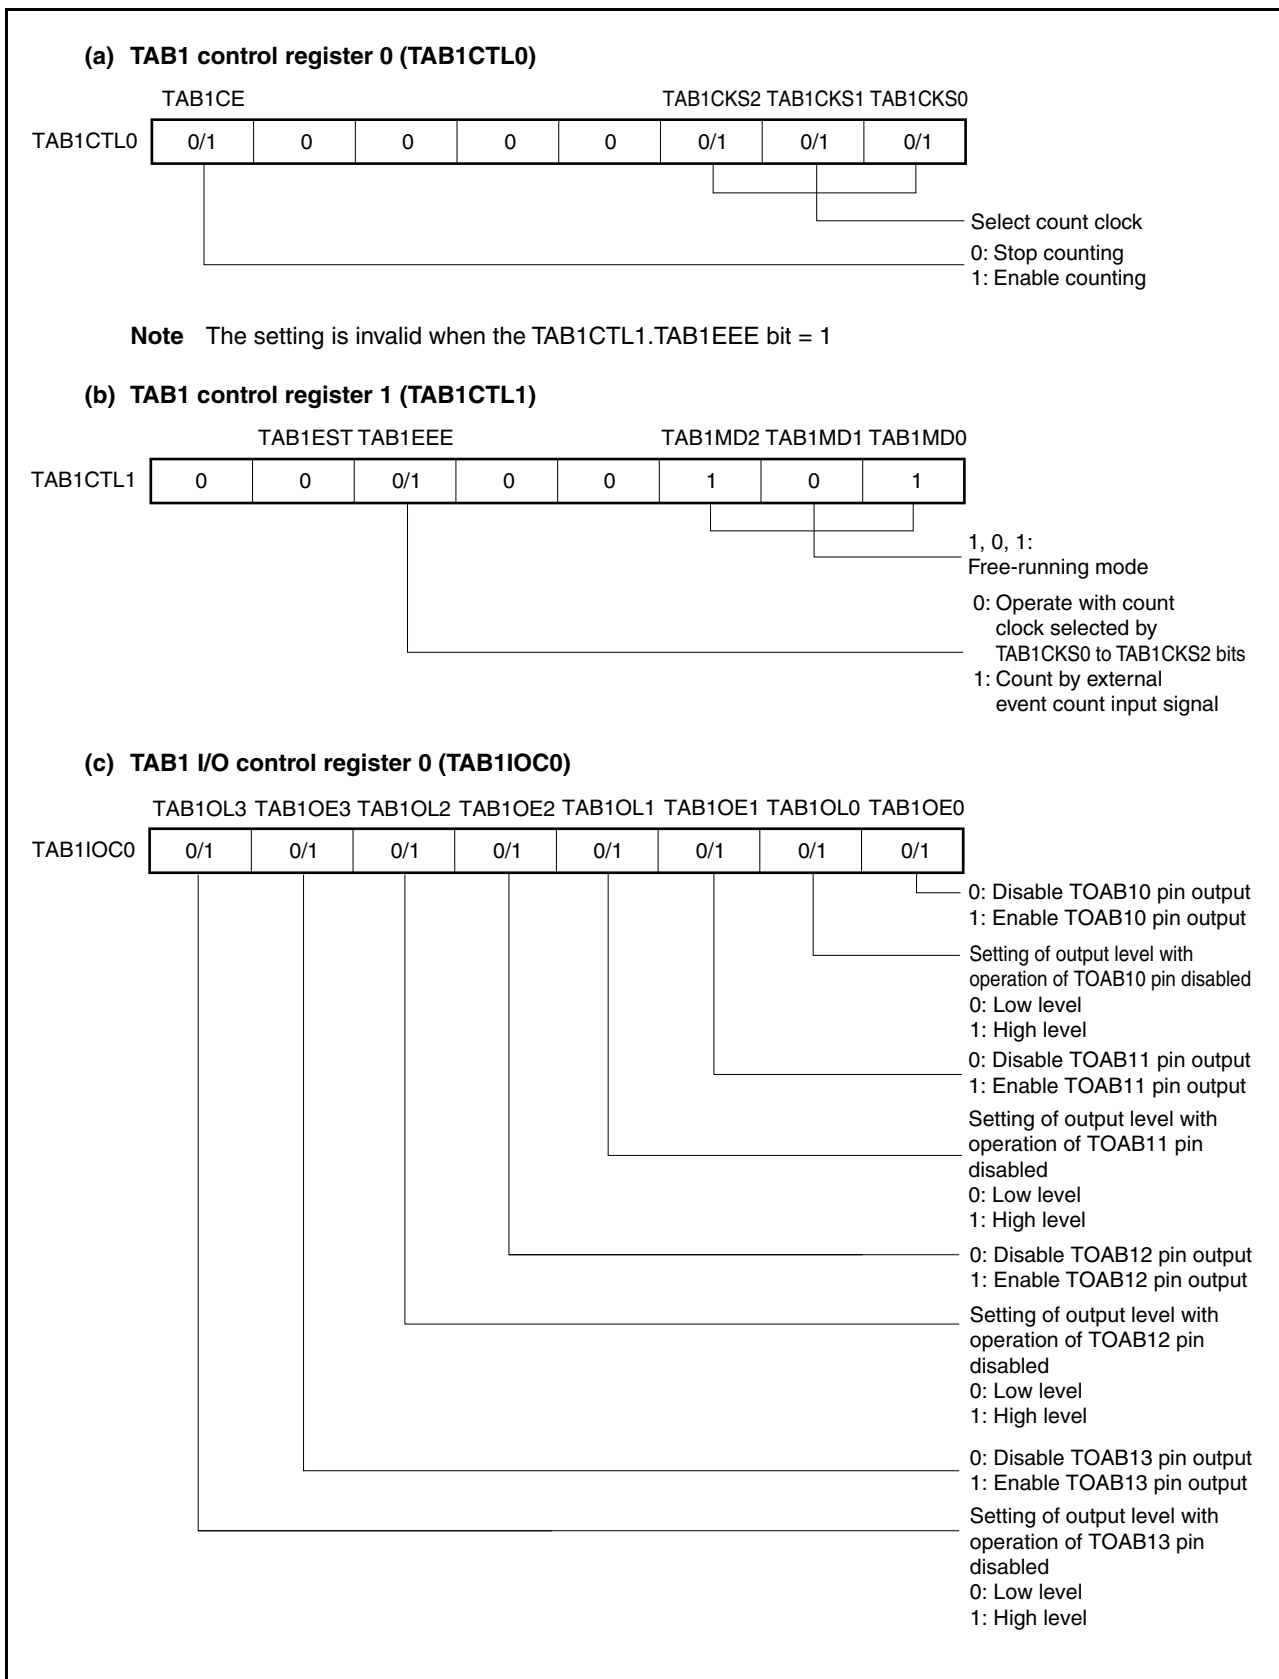 (a) TAB1 control register 0 (TAB1CTL0)
TAB1CE TAB1CKS2 TAB1CKS1 TAB1CKS0
TAB1CTL0 0/1 0 0 0 0 0/1 0/1 0/1
Select count clock
0: Stop counting
1: Enable counting
Note The setting is invalid when the TAB1CTL1.TAB1EEE bit = 1
(b) TAB1 control register 1 (TAB1CTL1)
TAB1EST TAB1EEE TAB1MD2 TAB1MD1 TAB1MD0
TAB1CTL1 0 0 0/1 0 0 1 0 1
1, 0, 1:
Free-running mode
0: Operate with count
clock selected by
TAB1CKS0 to TAB1CKS2 bits
1: Count by external
event count input signal
(c) TAB1 I/O control register 0 (TAB1IOC0)
TAB1OL3 TAB1OE3 TAB1OL2 TAB1OE2 TAB1OL1 TAB1OE1 TAB1OL0 TAB1OE0
TAB1IOC0 0/1 0/1 0/1 0/1 0/1 0/1 0/1 0/1
0: Disable TOAB10 pin output
1: Enable TOAB10 pin output
Setting of output level with
operation of TOAB10 pin disabled
0: Low level
1: High level
0: Disable TOAB11 pin output
1: Enable TOAB11 pin output
Setting of output level with
operation of TOAB11 pin
disabled
0: Low level
1: High level
0: Disable TOAB12 pin output
1: Enable TOAB12 pin output
Setting of output level with
operation of TOAB12 pin
disabled
0: Low level
1: High level
0: Disable TOAB13 pin output
1: Enable TOAB13 pin output
Setting of output level with
operation of TOAB13 pin
disabled
0: Low level
1: High level